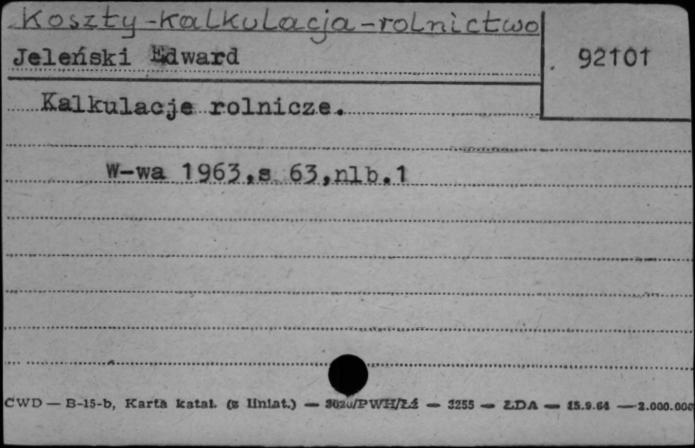 Koszty-kalkulacja-rolnictwo
Jeleński Edward
92101
Kalkulacje rolnicze.
W-wa 1963,s 63,nlb.1
CWD — B-15-b, Karta katal. (z liniat.) — /PWH/Łź — 3255 — ŁDA — 15.9.64 — 2.000.000